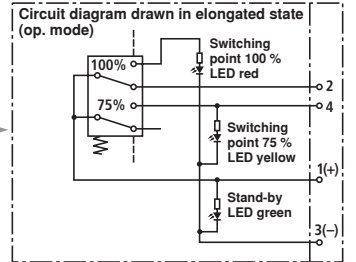 Circuit diagram drawn in elongated state
(op. mode)
100%
75%
Switching
point 100 %
LED red
2
4
Switching
point 75 %
LED yellow
1(+)
Stand-by
LED green
3(–)